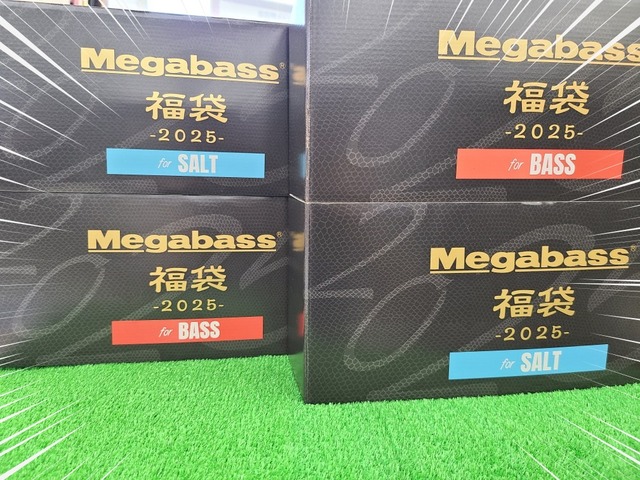 Megabass®
福袋
-2025-
for SALT
Megabass
福袋
-2025-
for BASS
Megabass®
福袋
-2025-
for BASS
Megabass®
福袋
-2025-
for SALT